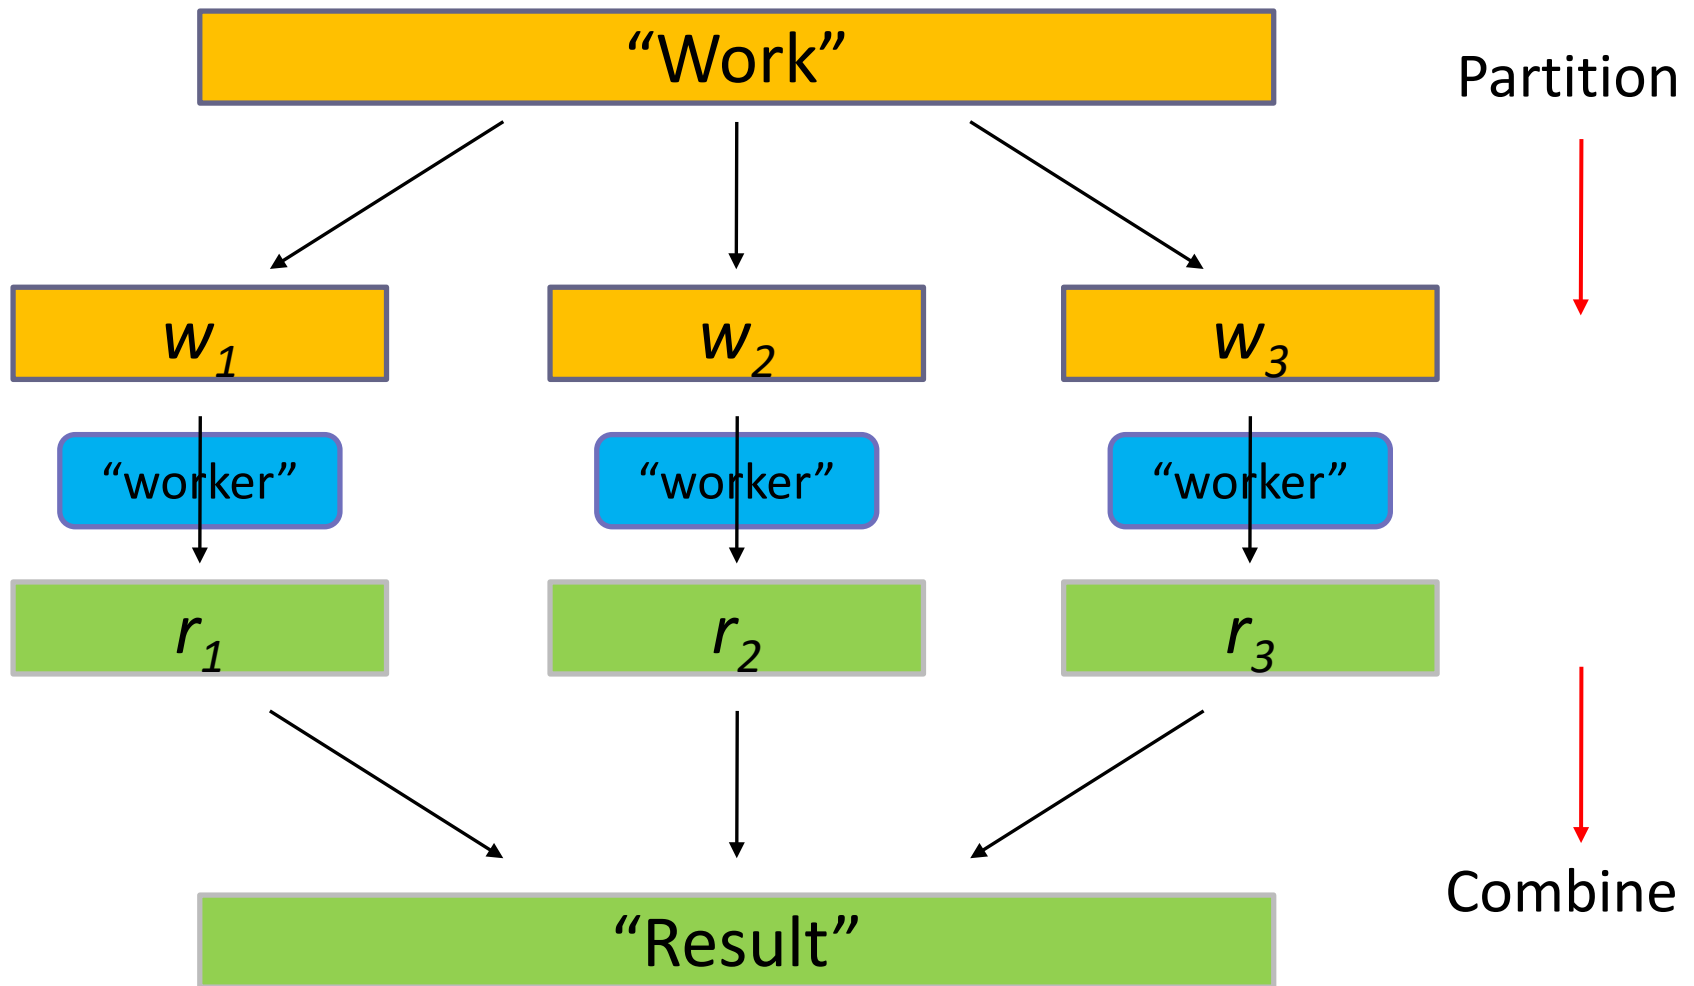 “Work”
Partition
w₁
w₂
w₃
“worker”
“worker”
“worker”
r₁
r₂
r₃
Combine
“Result”